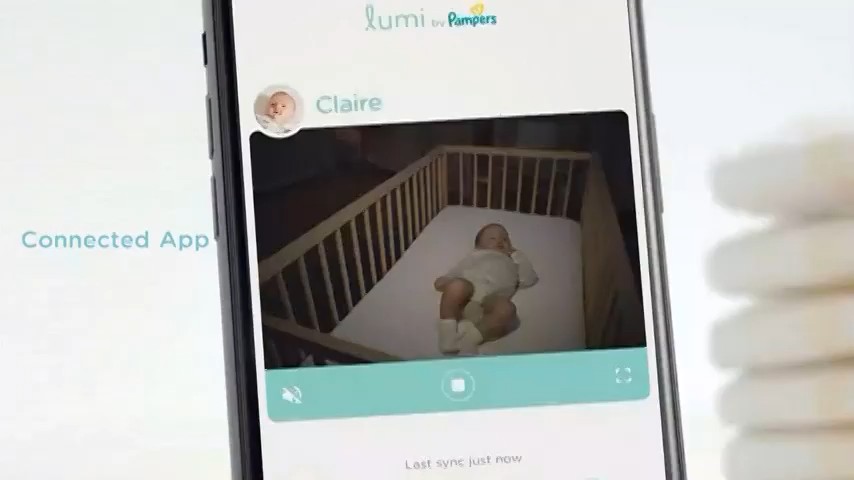 lumi by Pampers
Claire
Connected App
Last sync just now